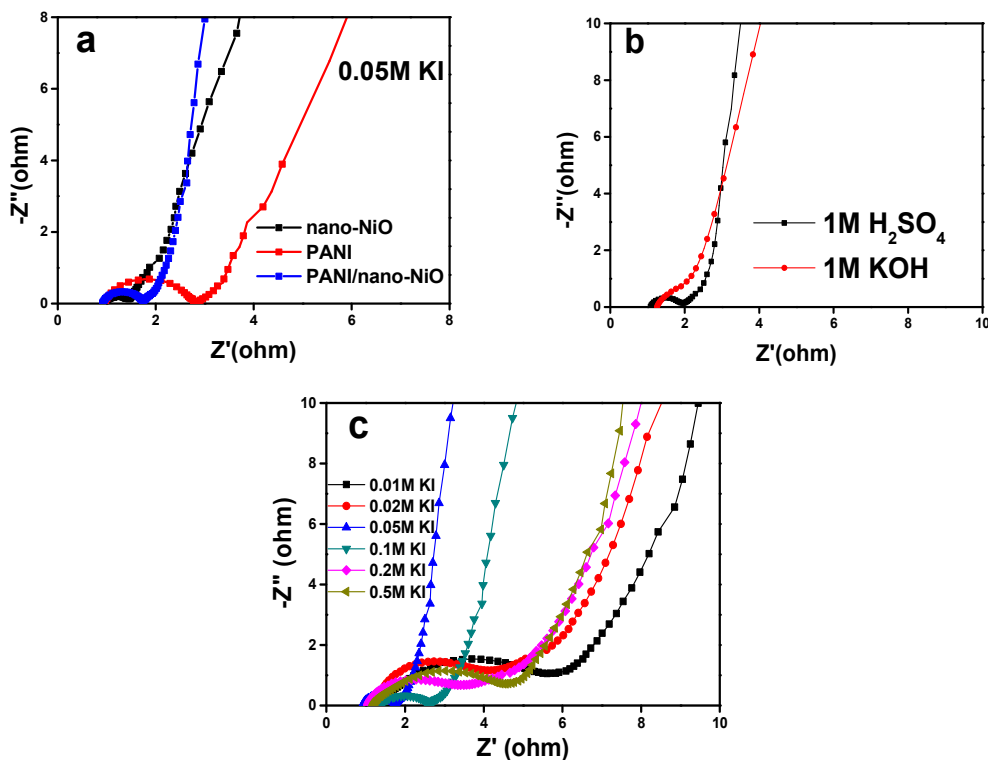 a
0.05M KI
8
6
4
2
0
-Z''(ohm)
nano-NiO
PANI
PANI/nano-NiO
0 2 4 6 8
Z'(ohm)
b
10
8
6
4
2
0
-Z''(ohm)
1M H₂SO₄
1M KOH
0 2 4 6 8 10
Z'(ohm)
c
10
8
6
4
2
0
-Z'' (ohm)
0.01M KI
0.02M KI
0.05M KI
0.1M KI
0.2M KI
0.5M KI
0 2 4 6 8 10
Z' (ohm)